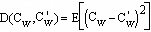 D(C_W, C'_W) = E[(C_W − C'_W)²]